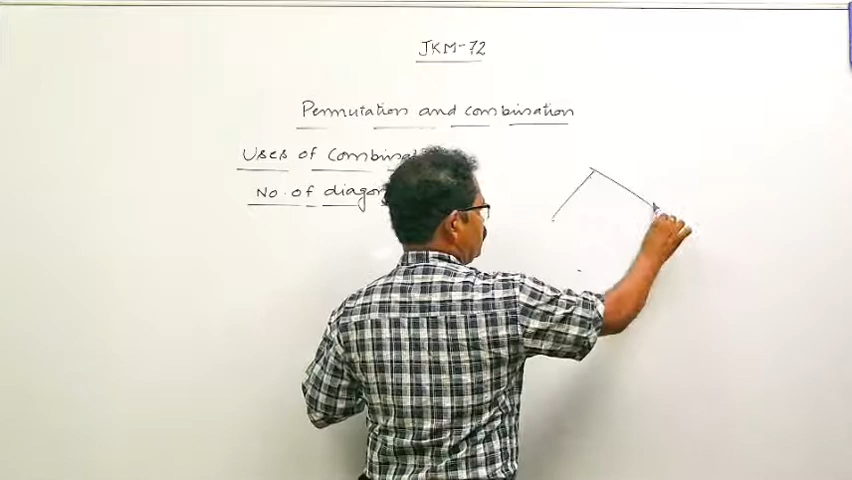 JKM-72
Permutation and combination
Uses of
No. of